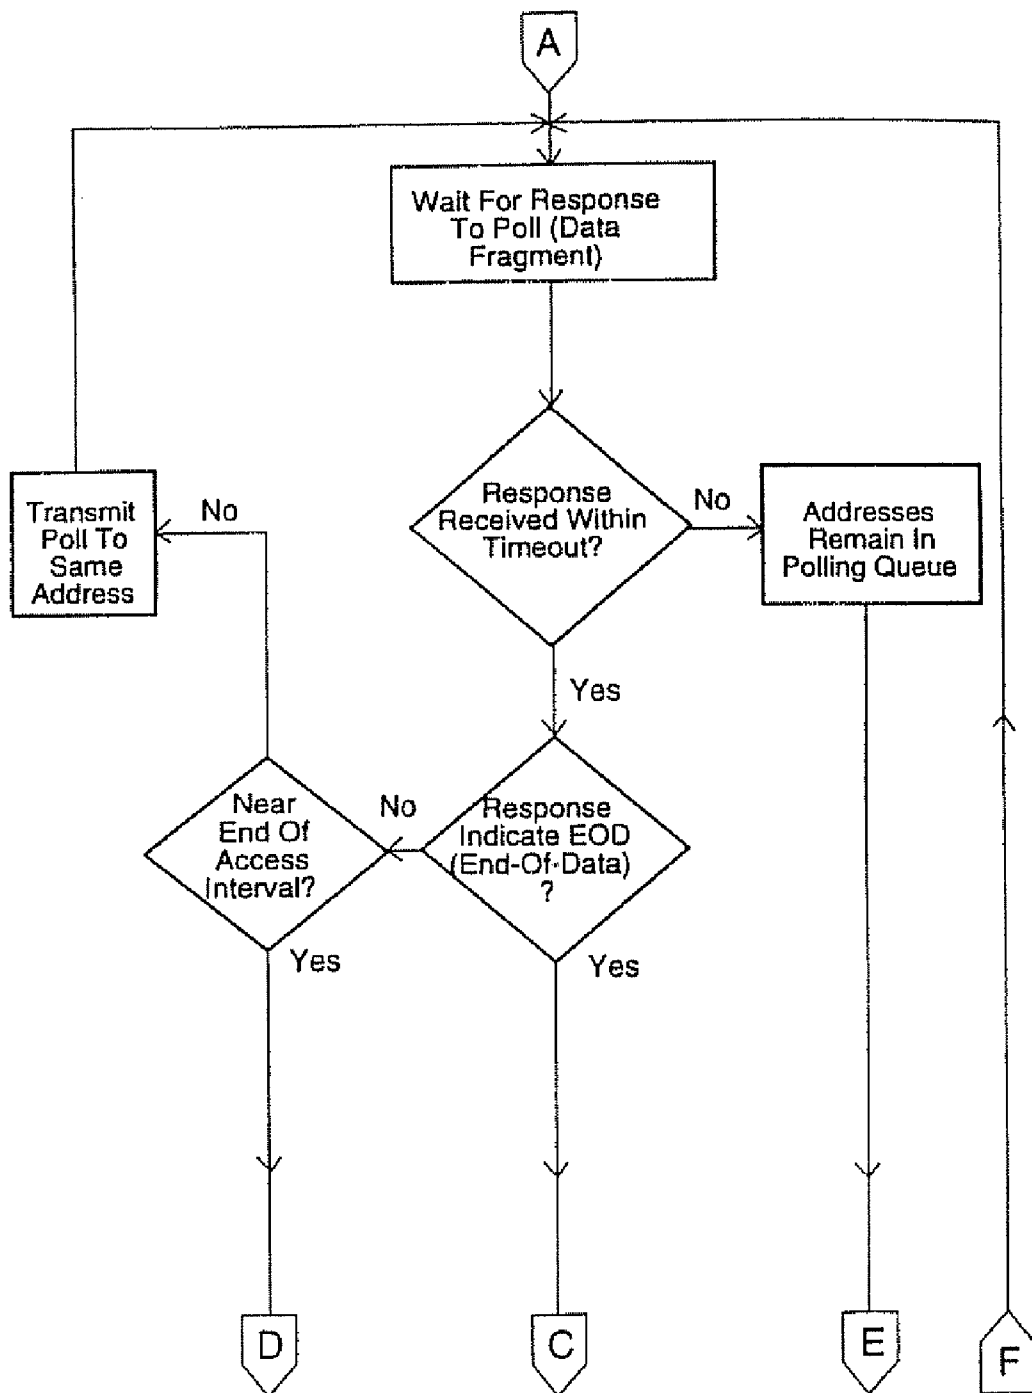 A
Wait For Response
To Poll (Data
Fragment)
Response
Received Within
Timeout?
No
Addresses
Remain In
Polling Queue
Transmit
Poll To
Same
Address
No
Yes
Near
End Of
Access
Interval?
No
Response
Indicate EOD
(End-Of-Data)
?
Yes
Yes
D
C
E
F